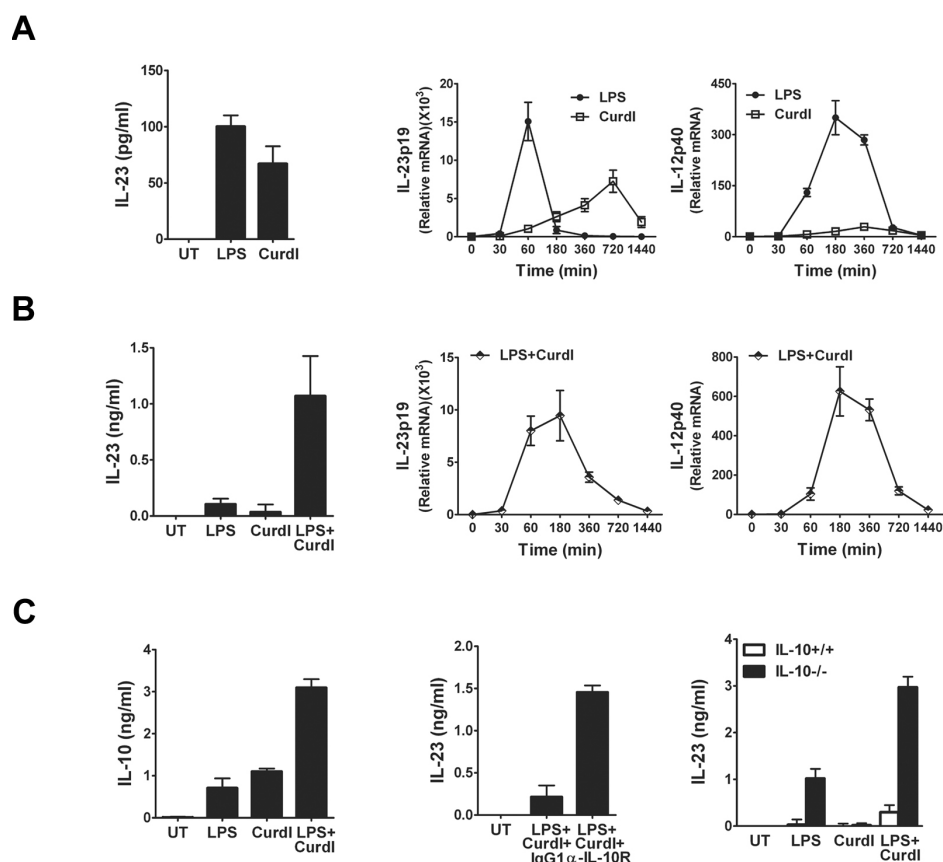 A
150
100
50
0
IL-23 (pg/ml)
UT LPS Curdl
20
15
10
5
0
IL-23p19
(Relative mRNA)(X10³)
LPS
Curdl
0 30 60 180 360 720 1440
Time (min)
450
300
150
0
IL-12p40
(Relative mRNA)
LPS
Curdl
0 30 60 180 360 720 1440
Time (min)
B
1.5
1.0
0.5
0.0
IL-23 (ng/ml)
UT LPS Curdl LPS+
Curdl
15
10
5
0
IL-23p19
(Relative mRNA)(X10³)
LPS+Curdl
0 30 60 180 360 720 1440
Time (min)
800
600
400
200
0
IL-12p40
(Relative mRNA)
LPS+Curdl
0 30 60 180 360 720 1440
Time (min)
C
4
3
2
1
0
IL-10 (ng/ml)
UT LPS Curdl LPS+
Curdl
2.0
1.5
1.0
0.5
0.0
IL-23 (ng/ml)
UT LPS+ LPS+
Curdl+ Curdl+
IgG1 α-IL-10R
4
3
2
1
0
IL-23 (ng/ml)
IL-10+/+
IL-10-/-
UT LPS Curdl LPS+
Curdl